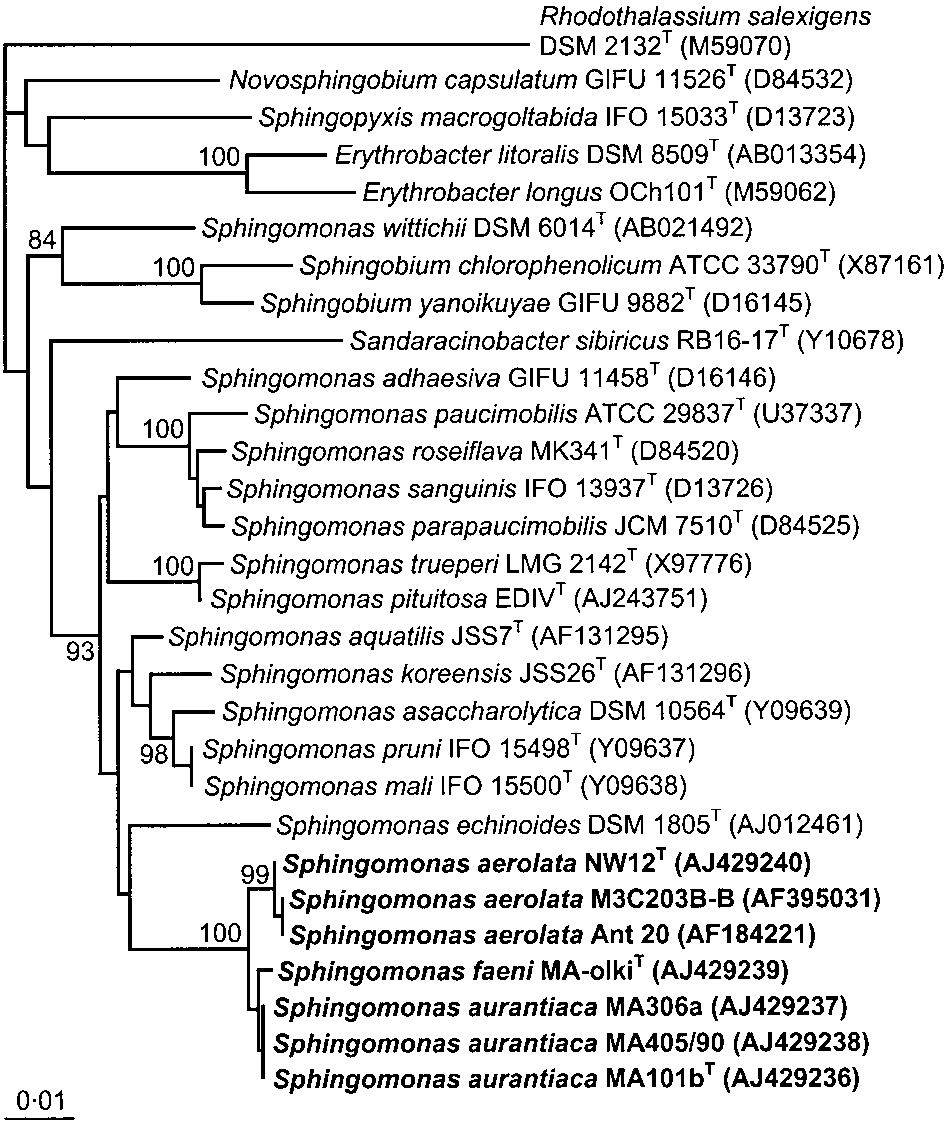 Rhodothalassium salexigens
DSM 2132ᵀ (M59070)
Novosphingobium capsulatum GIFU 11526ᵀ (D84532)
Sphingopyxis macrogoltabida IFO 15033ᵀ (D13723)
100 Erythrobacter litoralis DSM 8509ᵀ (AB013354)
Erythrobacter longus OCh101ᵀ (M59062)
84 Sphingomonas wittichii DSM 6014ᵀ (AB021492)
100 Sphingobium chlorophenolicum ATCC 33790ᵀ (X87161)
Sphingobium yanoikuyae GIFU 9882ᵀ (D16145)
Sandaracinobacter sibiricus RB16-17ᵀ (Y10678)
Sphingomonas adhaesiva GIFU 11458ᵀ (D16146)
Sphingomonas paucimobilis ATCC 29837ᵀ (U37337)
100
Sphingomonas roseiflava MK341ᵀ (D84520)
Sphingomonas sanguinis IFO 13937ᵀ (D13726)
Sphingomonas parapaucimobilis JCM 7510ᵀ (D84525)
100 Sphingomonas trueperi LMG 2142ᵀ (X97776)
Sphingomonas pituitosa EDIVᵀ (AJ243751)
Sphingomonas aquatilis JSS7ᵀ (AF131295)
93
Sphingomonas koreensis JSS26ᵀ (AF131296)
Sphingomonas asaccharolytica DSM 10564ᵀ (Y09639)
98 Sphingomonas pruni IFO 15498ᵀ (Y09637)
Sphingomonas mali IFO 15500ᵀ (Y09638)
Sphingomonas echinoides DSM 1805ᵀ (AJ012461)
Sphingomonas aerolata NW12ᵀ (AJ429240)
99
Sphingomonas aerolata M3C203B-B (AF395031)
100 Sphingomonas aerolata Ant 20 (AF184221)
Sphingomonas faeni MA-olkiᵀ (AJ429239)
Sphingomonas aurantiaca MA306a (AJ429237)
Sphingomonas aurantiaca MA405/90 (AJ429238)
Sphingomonas aurantiaca MA101bᵀ (AJ429236)
0·01